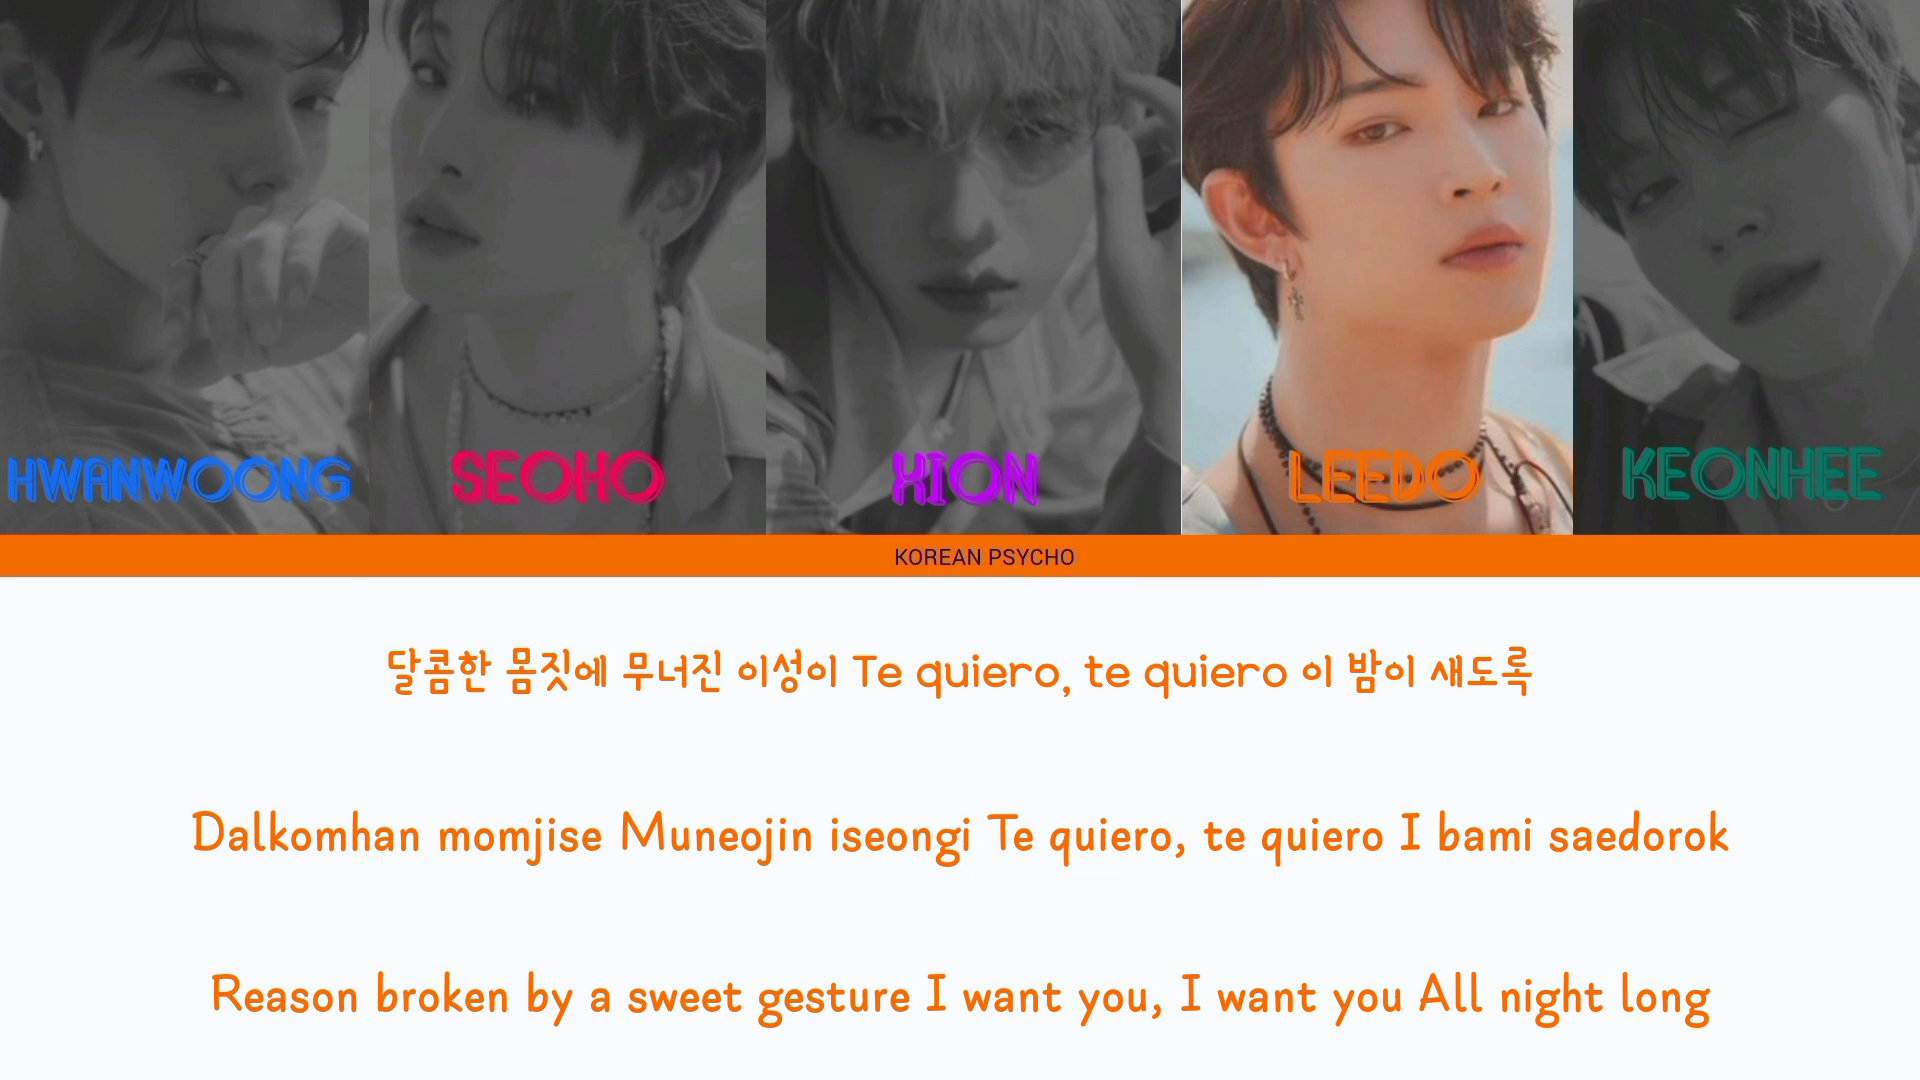 HWANWOONG
SEOHO
XION
LEEDO
KEONHEE
KOREAN PSYCHO
달콤한 몸짓에 무너진 이성이 Te quiero, te quiero 이 밤이 새도록
Dalkomhan momjise Muneojin iseongi Te quiero, te quiero I bami saedorok
Reason broken by a sweet gesture I want you, I want you All night long